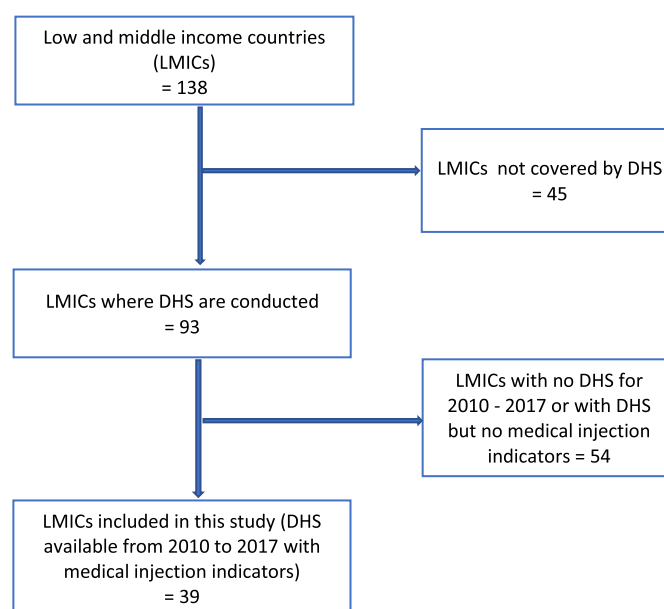 Low and middle income countries
(LMICs)
= 138
LMICs  not covered by DHS
= 45
LMICs where DHS are conducted
= 93
LMICs with no DHS for
2010 - 2017 or with DHS
but no medical injection
indicators = 54
LMICs included in this study (DHS
available from 2010 to 2017 with
medical injection indicators)
= 39